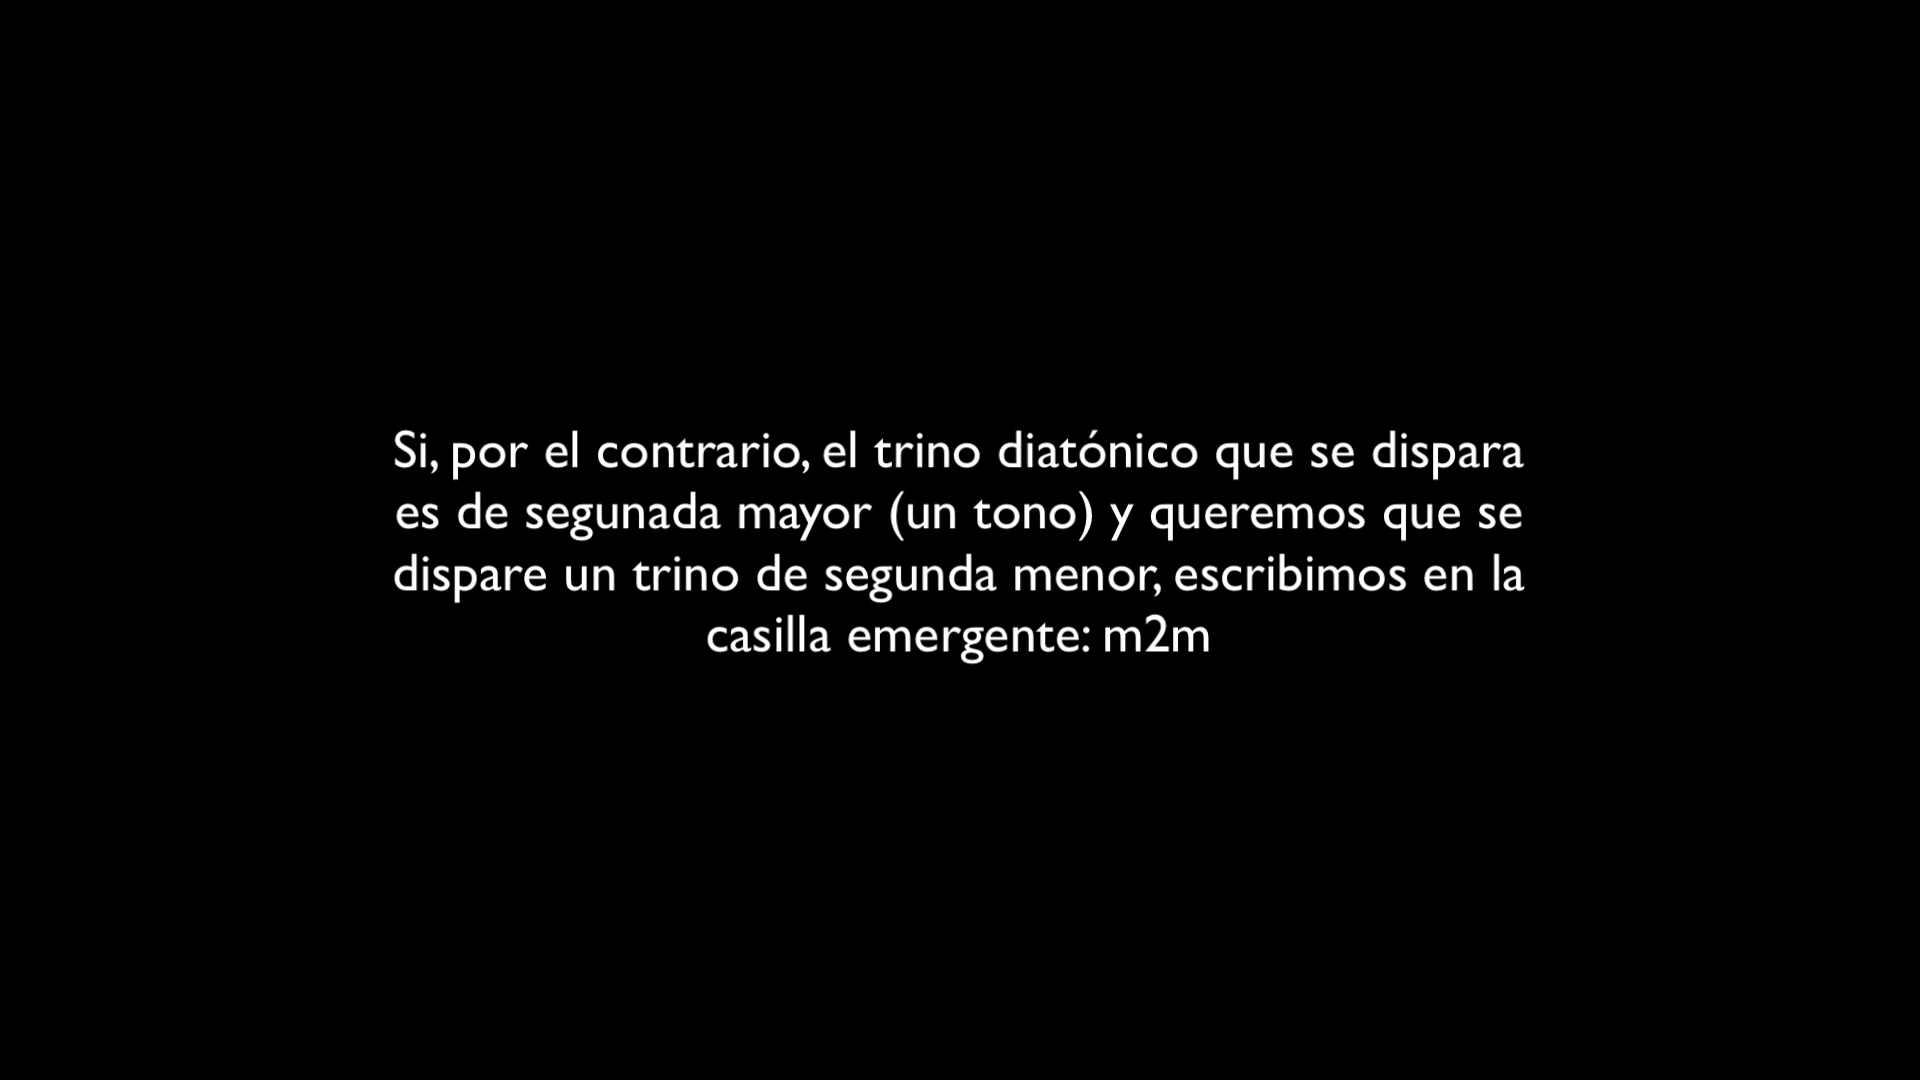 Si, por el contrario, el trino diatónico que se dispara
es de segunada mayor (un tono) y queremos que se
dispare un trino de segunda menor, escribimos en la
casilla emergente: m2m